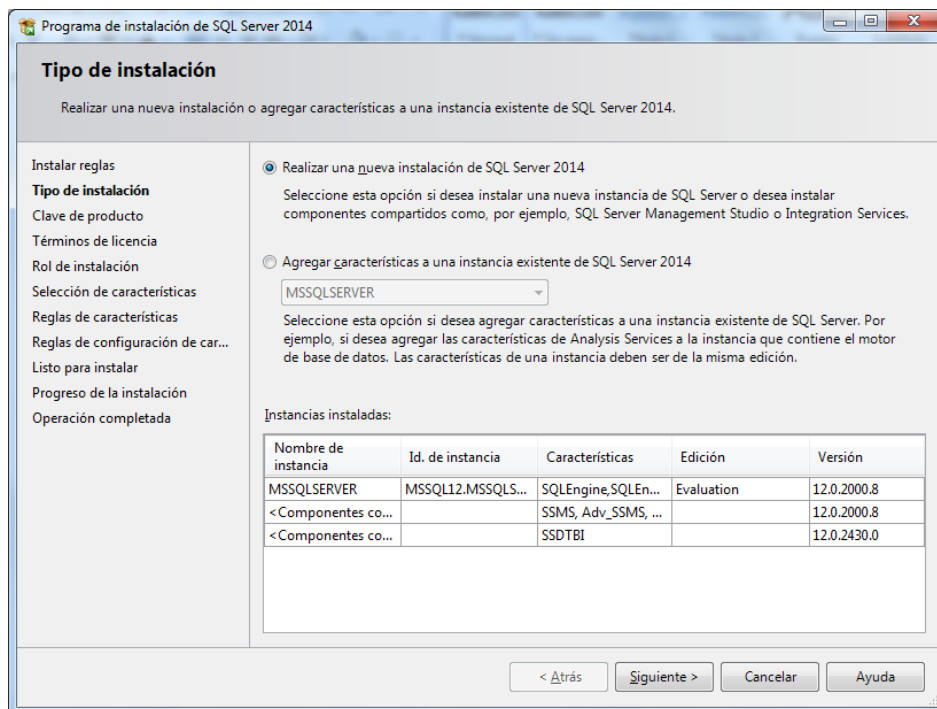 Programa de instalación de SQL Server 2014
Tipo de instalación
Realizar una nueva instalación o agregar características a una instancia existente de SQL Server 2014.
Instalar reglas
Tipo de instalación
Clave de producto
Términos de licencia
Rol de instalación
Selección de características
Reglas de características
Reglas de configuración de car...
Listo para instalar
Progreso de la instalación
Operación completada
Realizar una nueva instalación de SQL Server 2014
Seleccione esta opción si desea instalar una nueva instancia de SQL Server o desea instalar
componentes compartidos como, por ejemplo, SQL Server Management Studio o Integration Services.
Agregar características a una instancia existente de SQL Server 2014
MSSQLSERVER
Seleccione esta opción si desea agregar características a una instancia existente de SQL Server. Por
ejemplo, si desea agregar las características de Analysis Services a la instancia que contiene el motor
de base de datos. Las características de una instancia deben ser de la misma edición.
Instancias instaladas:
Nombre de instancia Id. de instancia Características Edición Versión
MSSQLSERVER MSSQL12.MSSQLS... SQLEngine,SQLEn... Evaluation 12.0.2000.8
<Componentes co... SSMS, Adv_SSMS, ... 12.0.2000.8
<Componentes co... SSDTBI 12.0.2430.0
< Atrás Siguiente > Cancelar Ayuda